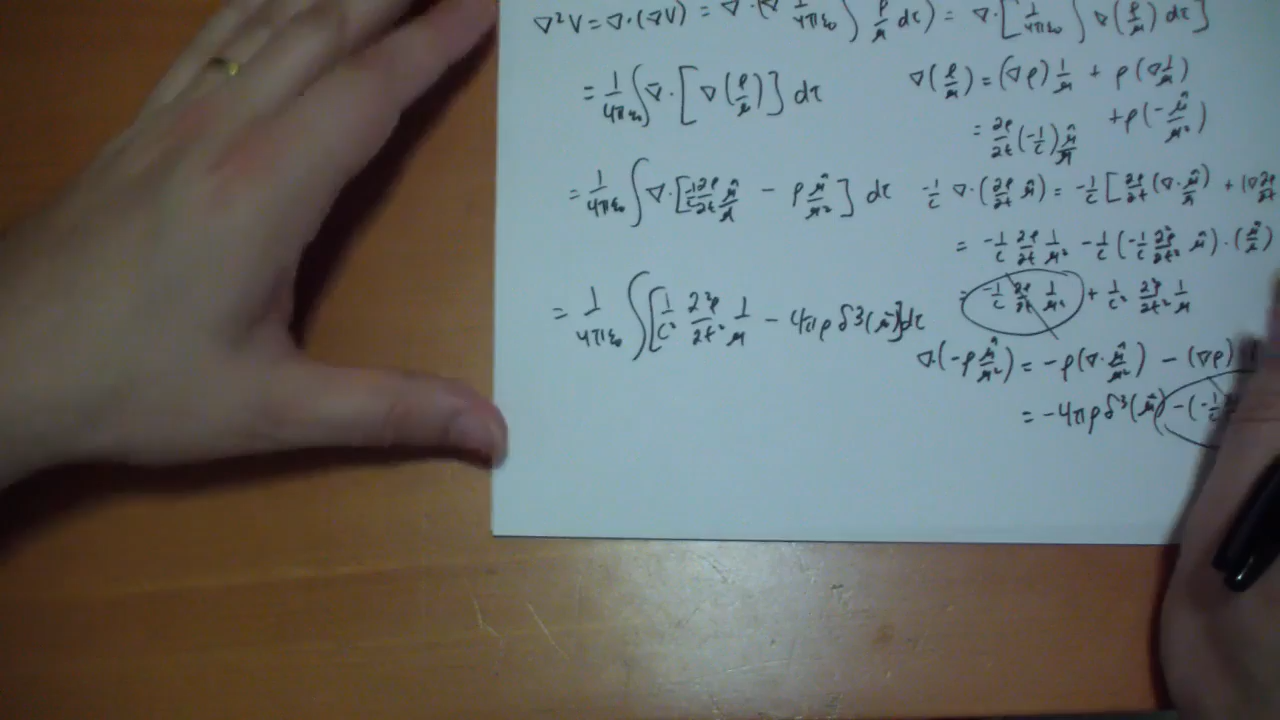 ∇²V = ∇·(∇V) = ∇·(∇ 1/4πε₀ ∫ ρ/𝓇 dτ) = ∇·[1/4πε₀ ∫ ∇(ρ/𝓇) dτ]
= 1/4πε₀ ∫ ∇·[∇(ρ/𝓇)] dτ
∇(ρ/𝓇) = (∇ρ) 1/𝓇 + ρ(∇ 1/𝓇)
= ∂ρ/∂t (-1/c) 𝓇̂/𝓇 + ρ(-𝓇̂/𝓇²)
= 1/4πε₀ ∫ ∇·[-1/c ∂ρ/∂t 𝓇̂/𝓇 - ρ 𝓇̂/𝓇²] dτ
-1/c ∇·(∂ρ/∂t 𝓇̂) = -1/c [∂ρ/∂t (∇·𝓇̂/𝓇) + (∇ ∂ρ/∂t
= -1/c ∂ρ/∂t 1/𝓇² - 1/c (-1/c ∂²ρ/∂t² 𝓇̂)·(𝓇̂/𝓇)
= -1/c ∂ρ/∂t 1/𝓇² + 1/c² ∂²ρ/∂t² 1/𝓇
= 1/4πε₀ ∫ [1/c² ∂²ρ/∂t² 1/𝓇 - 4πρ δ³(𝓇)] dτ
∇·(-ρ 𝓇̂/𝓇²) = -ρ(∇·𝓇̂/𝓇²) - (∇ρ)
= -4πρ δ³(𝓇) - (-1/c